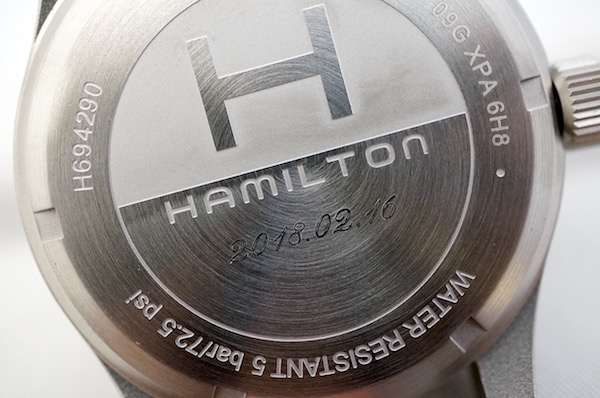 H
HAMILTON
2018.02.16
H694290
09G XPA 6H8
WATER RESISTANT 5 bar/72.5 psi